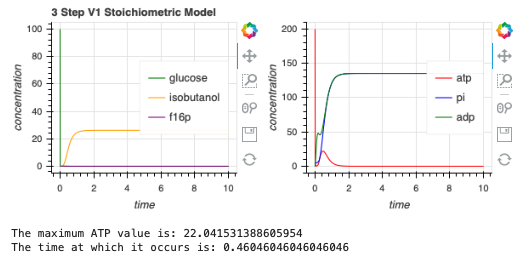 3 Step V1 Stoichiometric Model
concentration
100
80
60
40
20
0
glucose
isobutanol
f16p
0 2 4 6 8 10
time
concentration
200
150
100
50
0
atp
pi
adp
0 2 4 6 8 10
time
The maximum ATP value is: 22.041531388605954
The time at which it occurs is: 0.46046046046046046